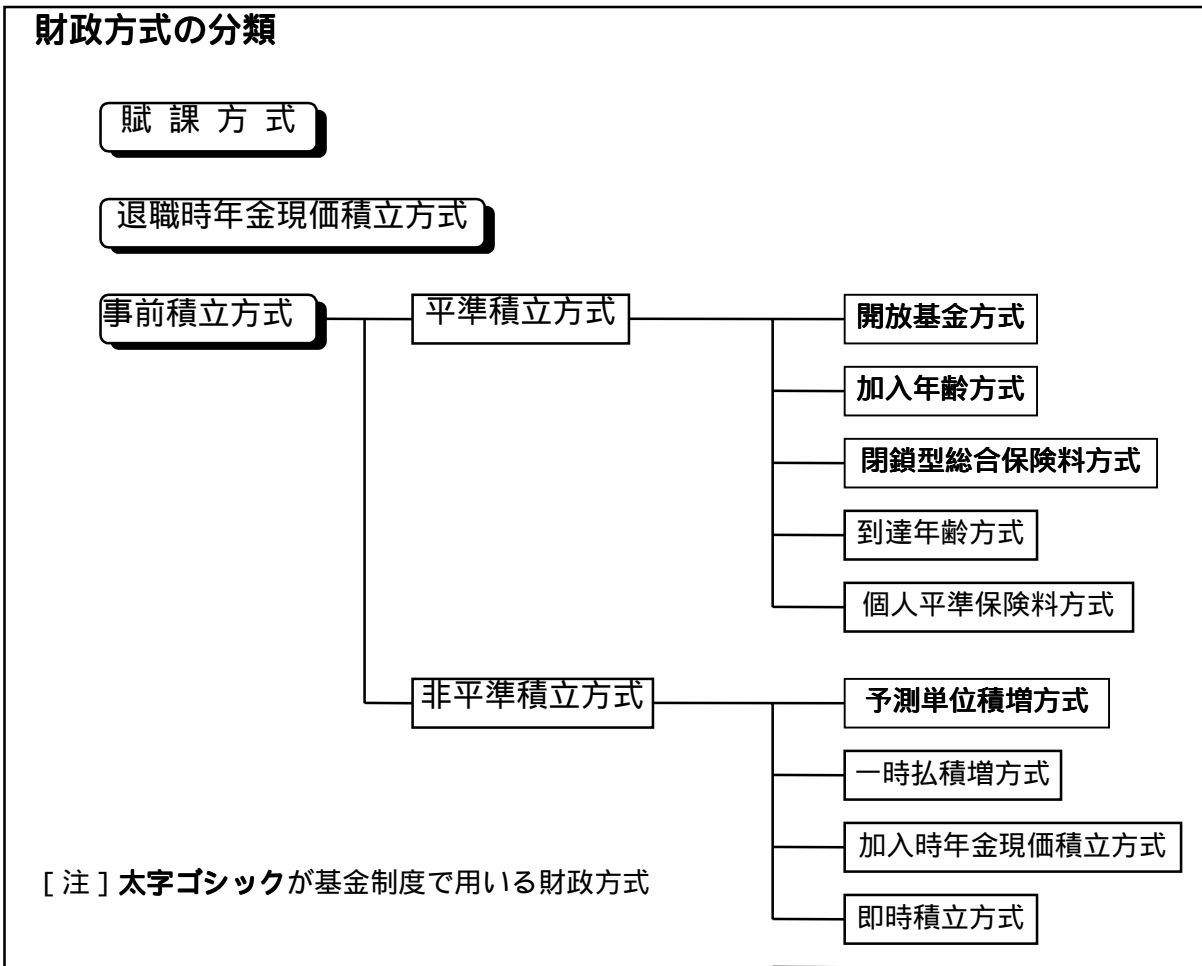 財政方式の分類
賦 課 方 式
退職時年金現価積立方式
事前積立方式
平準積立方式
開放基金方式
加入年齢方式
閉鎖型総合保険料方式
到達年齢方式
個人平準保険料方式
非平準積立方式
予測単位積増方式
一時払積増方式
加入時年金現価積立方式
即時積立方式
[ 注 ] 太字ゴシックが基金制度で用いる財政方式